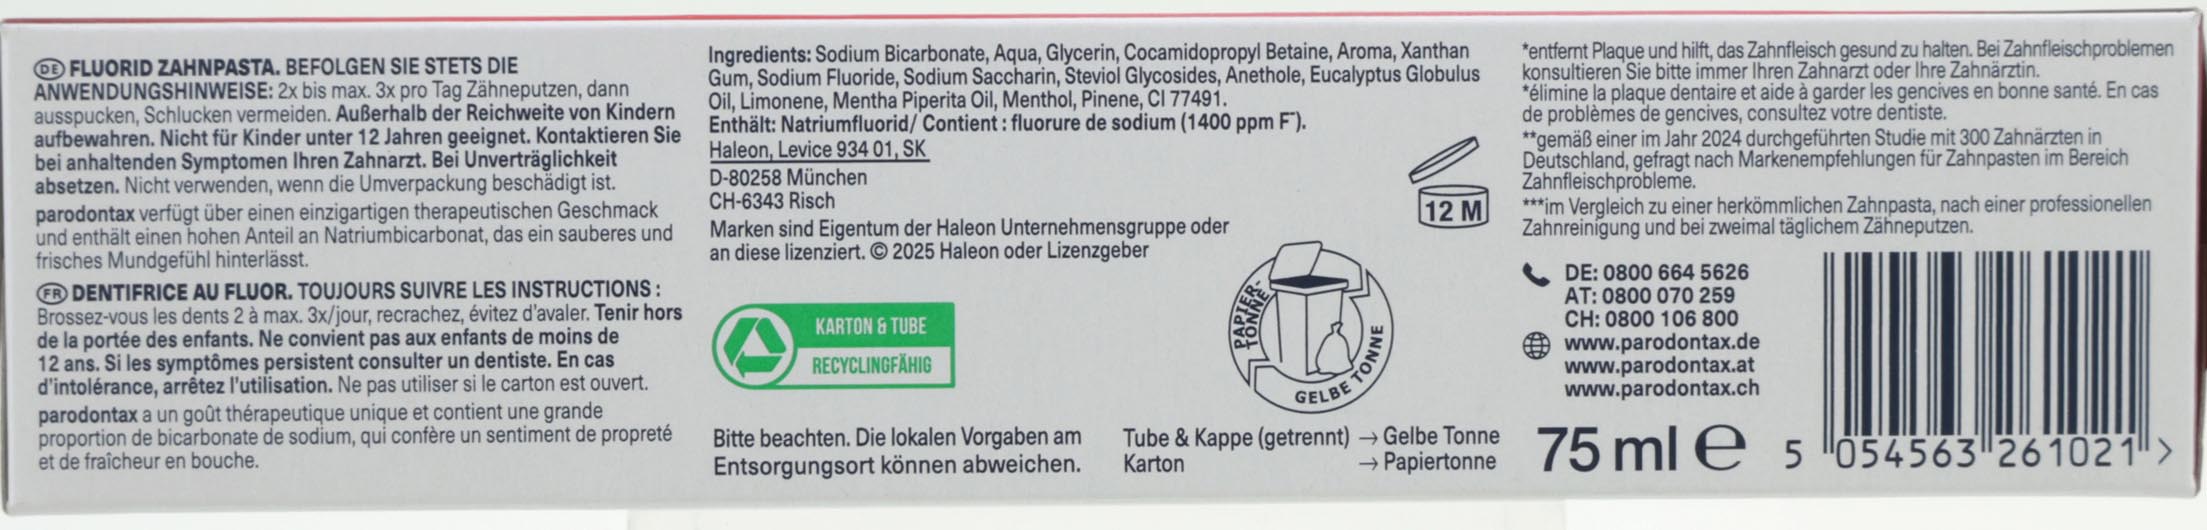 DE FLUORID ZAHNPASTA. BEFOLGEN SIE STETS DIE
ANWENDUNGSHINWEISE: 2x bis max. 3x pro Tag Zähneputzen, dann
ausspucken, Schlucken vermeiden. Außerhalb der Reichweite von Kindern
aufbewahren. Nicht für Kinder unter 12 Jahren geeignet. Kontaktieren Sie
bei anhaltenden Symptomen Ihren Zahnarzt. Bei Unverträglichkeit
absetzen. Nicht verwenden, wenn die Umverpackung beschädigt ist.
parodontax verfügt über einen einzigartigen therapeutischen Geschmack
und enthält einen hohen Anteil an Natriumbicarbonat, das ein sauberes und
frisches Mundgefühl hinterlässt.
FR DENTIFRICE AU FLUOR. TOUJOURS SUIVRE LES INSTRUCTIONS :
Brossez-vous les dents 2 à max. 3x/jour, recrachez, évitez d'avaler. Tenir hors
de la portée des enfants. Ne convient pas aux enfants de moins de
12 ans. Si les symptômes persistent consulter un dentiste. En cas
d'intolérance, arrêtez l'utilisation. Ne pas utiliser si le carton est ouvert.
parodontax a un goût thérapeutique unique et contient une grande
proportion de bicarbonate de sodium, qui confère un sentiment de propreté
et de fraîcheur en bouche.
Ingredients: Sodium Bicarbonate, Aqua, Glycerin, Cocamidopropyl Betaine, Aroma, Xanthan
Gum, Sodium Fluoride, Sodium Saccharin, Steviol Glycosides, Anethole, Eucalyptus Globulus
Oil, Limonene, Mentha Piperita Oil, Menthol, Pinene, CI 77491.
Enthält: Natriumfluorid/ Contient : fluorure de sodium (1400 ppm F⁻).
Haleon, Levice 934 01, SK
D-80258 München
CH-6343 Risch
Marken sind Eigentum der Haleon Unternehmensgruppe oder
an diese lizenziert. © 2025 Haleon oder Lizenzgeber
12 M
KARTON & TUBE
RECYCLINGFÄHIG
PAPIER-
TONNE
GELBE TONNE
Bitte beachten. Die lokalen Vorgaben am
Entsorgungsort können abweichen.
Tube & Kappe (getrennt) → Gelbe Tonne
Karton → Papiertonne
*entfernt Plaque und hilft, das Zahnfleisch gesund zu halten. Bei Zahnfleischproblemen
konsultieren Sie bitte immer Ihren Zahnarzt oder Ihre Zahnärztin.
*élimine la plaque dentaire et aide à garder les gencives en bonne santé. En cas
de problèmes de gencives, consultez votre dentiste.
**gemäß einer im Jahr 2024 durchgeführten Studie mit 300 Zahnärzten in
Deutschland, gefragt nach Markenempfehlungen für Zahnpasten im Bereich
Zahnfleischprobleme.
***im Vergleich zu einer herkömmlichen Zahnpasta, nach einer professionellen
Zahnreinigung und bei zweimal täglichem Zähneputzen.
DE: 0800 664 5626
AT: 0800 070 259
CH: 0800 106 800
www.parodontax.de
www.parodontax.at
www.parodontax.ch
75 ml ℮
5 054563 261021 >